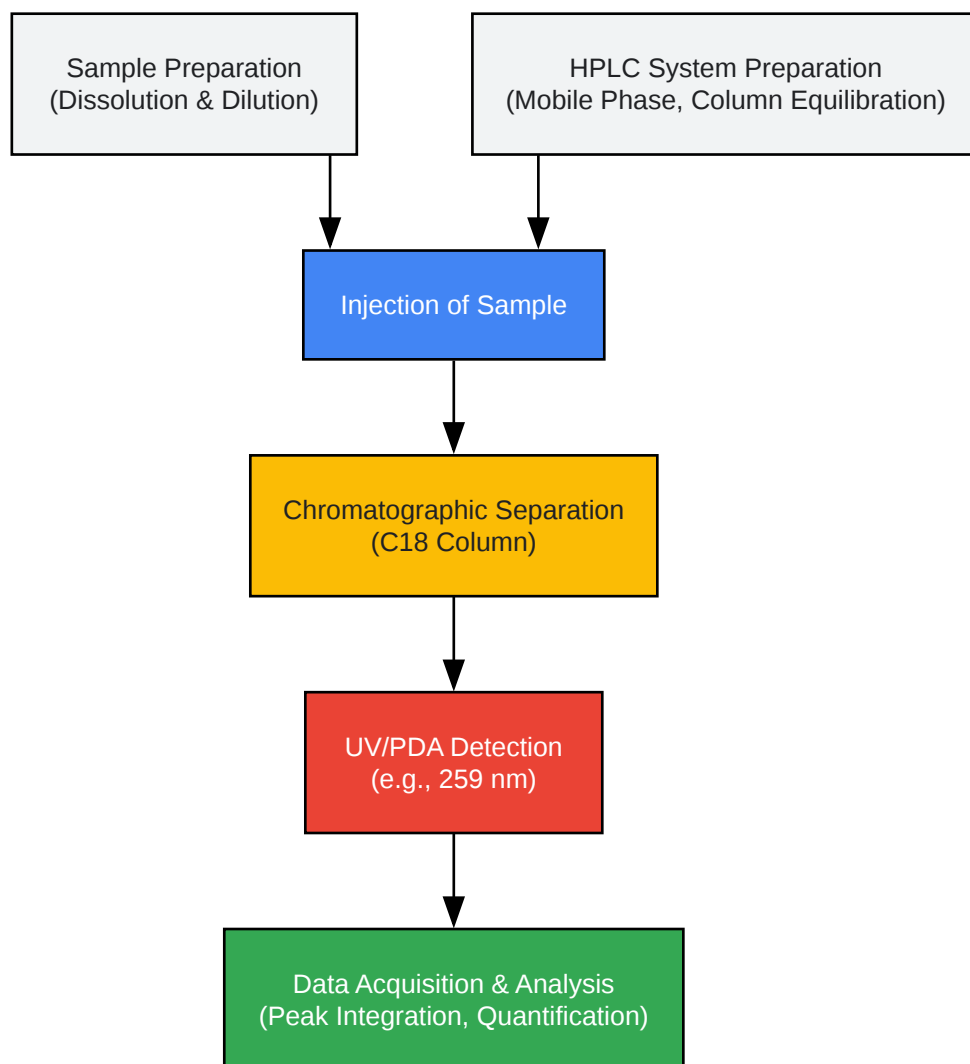 Sample Preparation
(Dissolution & Dilution)
HPLC System Preparation
(Mobile Phase, Column Equilibration)
Injection of Sample
Chromatographic Separation
(C18 Column)
UV/PDA Detection
(e.g., 259 nm)
Data Acquisition & Analysis
(Peak Integration, Quantification)